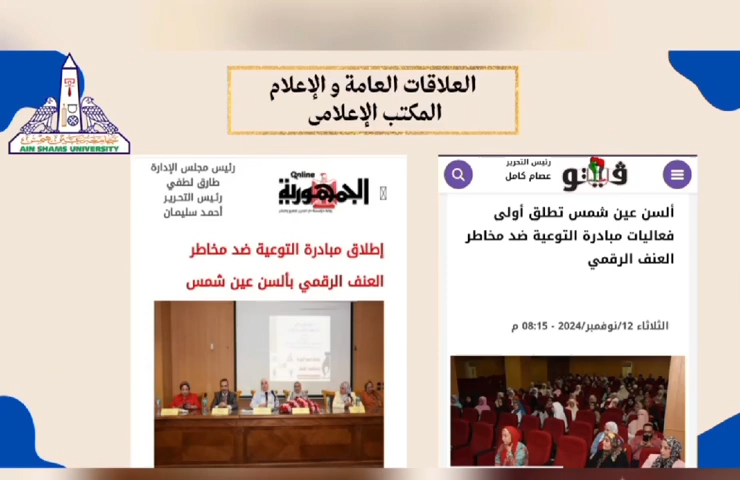 العلاقات العامة و الإعلام
المكتب الإعلامى
AIN SHAMS UNIVERSITY
رئيس التحرير
عصام كامل
ڤيتو
ألسن عين شمس تطلق أولى
فعاليات مبادرة التوعية ضد مخاطر
العنف الرقمي
الثلاثاء 12/نوفمبر/2024 - 08:15 م
رئيس مجلس الإدارة
طارق لطفي
رئيس التحرير
أحمد سليمان
Online
الجمهورية
إطلاق مبادرة التوعية ضد مخاطر
العنف الرقمي بألسن عين شمس